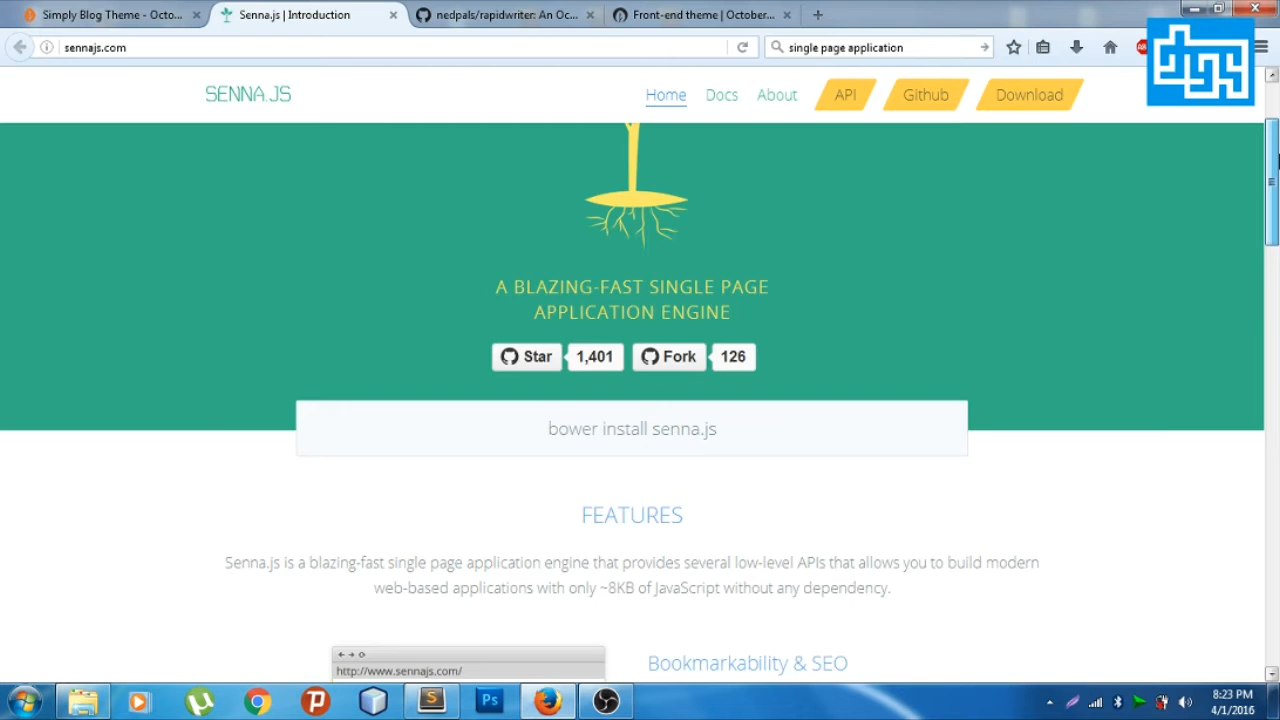 Simply Blog Theme - Octo...
Senna.js | Introduction
nedpals/rapidwriter: An Oc...
Front-end theme | October...
sennajs.com
single page application
dgs
SENNA.JS
Home
Docs
About
API
Github
Download
A BLAZING-FAST SINGLE PAGE
APPLICATION ENGINE
Star
1,401
Fork
126
bower install senna.js
FEATURES
Senna.js is a blazing-fast single page application engine that provides several low-level APIs that allows you to build modern
web-based applications with only ~8KB of JavaScript without any dependency.
http://www.sennajs.com/
Bookmarkability & SEO
Ps
8:23 PM
4/1/2016